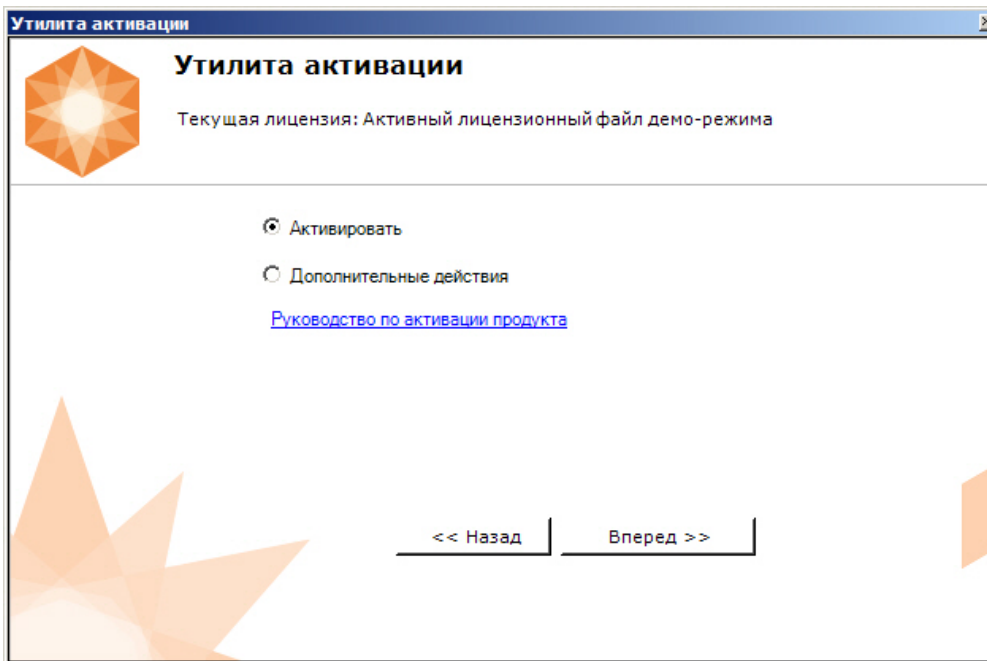 Утилита активации
Утилита активации
Текущая лицензия: Активный лицензионный файл демо-режима
Активировать
Дополнительные действия
Руководство по активации продукта
<< Назад
Вперед >>